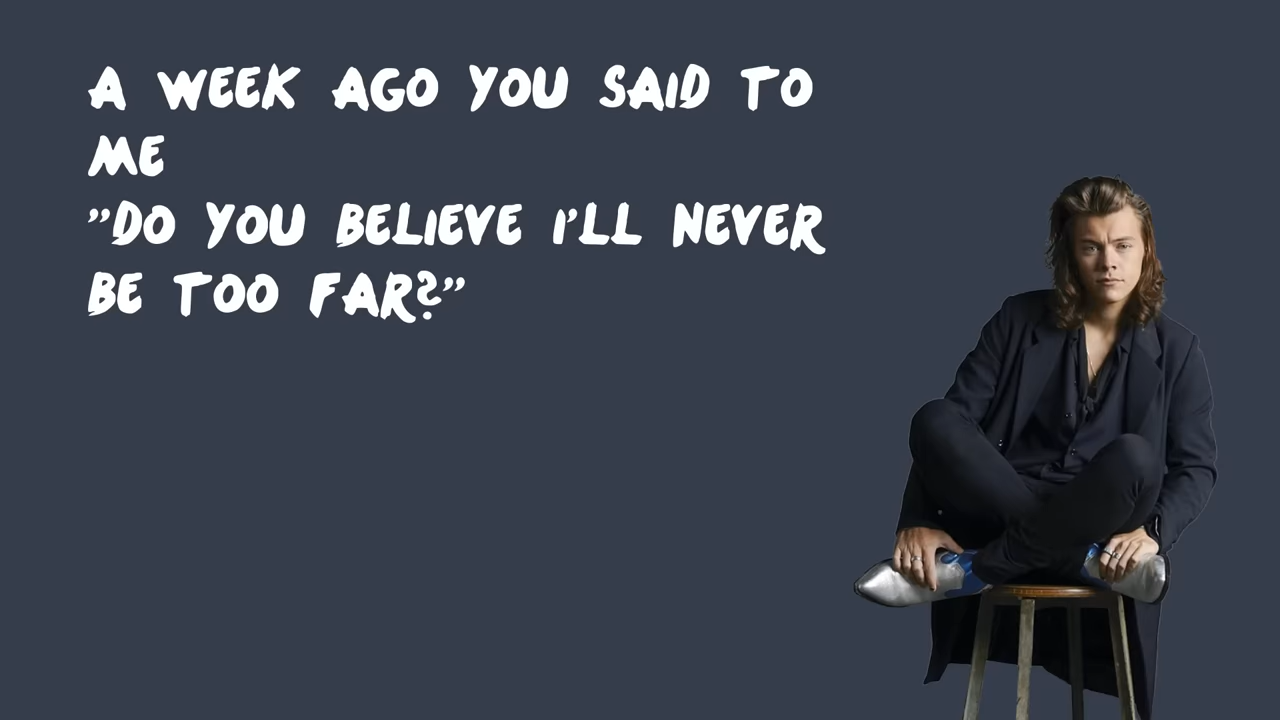 A WEEK AGO YOU SAID TO
ME
"DO YOU BELIEVE I'LL NEVER
BE TOO FAR?"